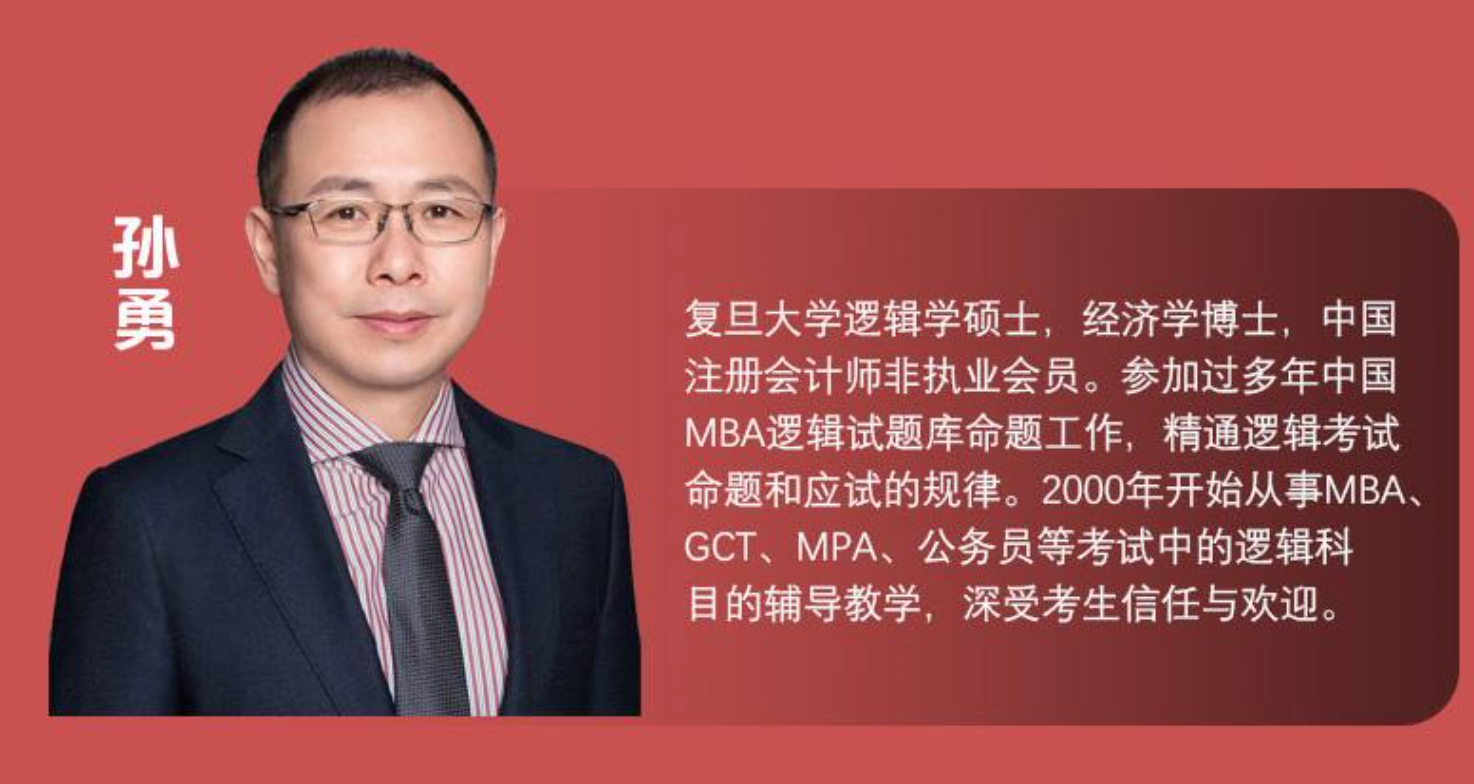 孙勇
复旦大学逻辑学硕士，经济学博士，中国
注册会计师非执业会员。参加过多年中国
MBA逻辑试题库命题工作，精通逻辑考试
命题和应试的规律。2000年开始从事MBA、
GCT、MPA、公务员等考试中的逻辑科
目的辅导教学，深受考生信任与欢迎。